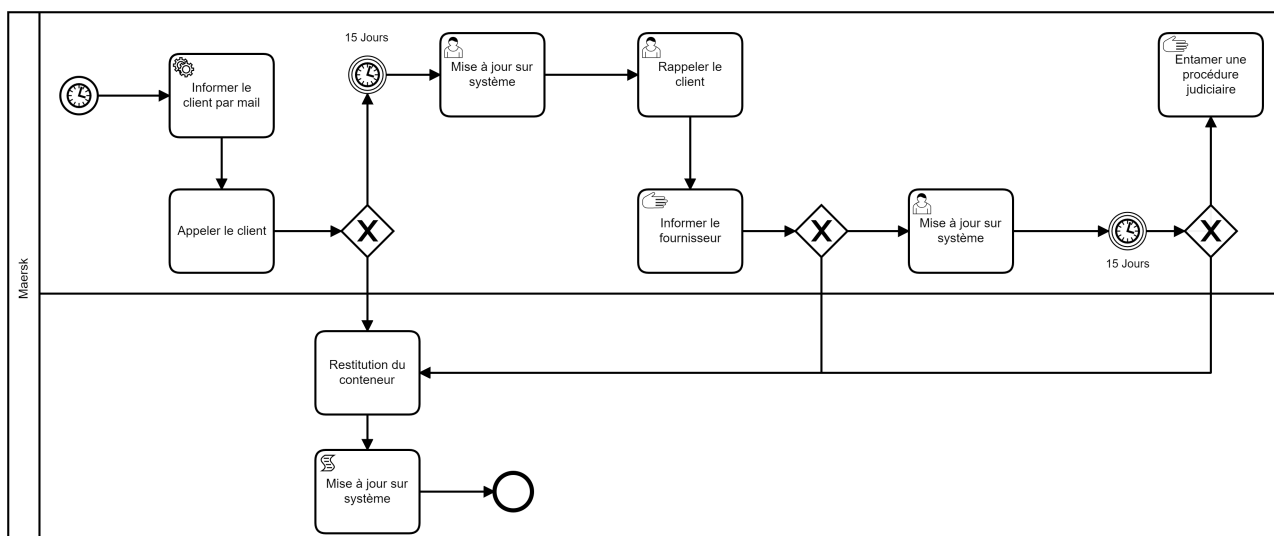 Maersk
Informer le
client par mail
Appeler le client
15 Jours
Mise à jour sur
système
Rappeler le
client
Informer le
fournisseur
Mise à jour sur
système
15 Jours
Entamer une
procédure
judiciaire
Restitution du
conteneur
Mise à jour sur
système